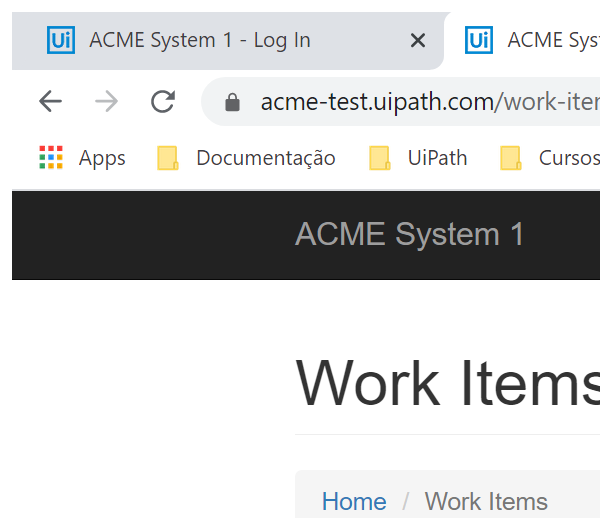 Ui ACME System 1 - Log In Ui ACME Sys
acme-test.uipath.com/work-iten
Apps Documentação UiPath Cursos
ACME System 1
Work Items
Home / Work Items